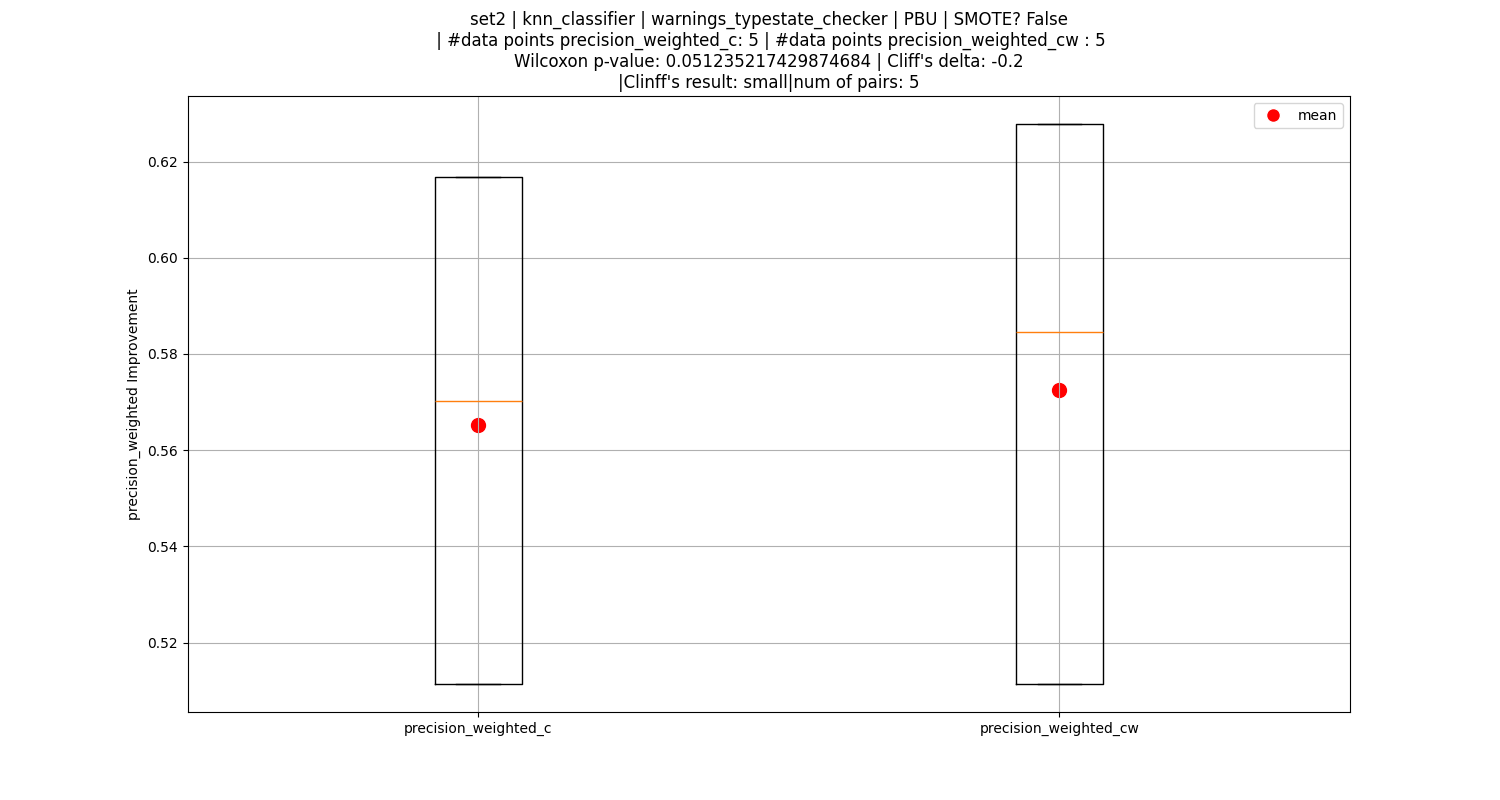 set2 | knn_classifier | warnings_typestate_checker | PBU | SMOTE? False
| #data points precision_weighted_c: 5 | #data points precision_weighted_cw : 5
Wilcoxon p-value: 0.051235217429874684 | Cliff's delta: -0.2
|Clinff's result: small|num of pairs: 5
mean
0.62
0.60
0.58
0.56
0.54
0.52
precision_weighted Improvement
precision_weighted_c
precision_weighted_cw